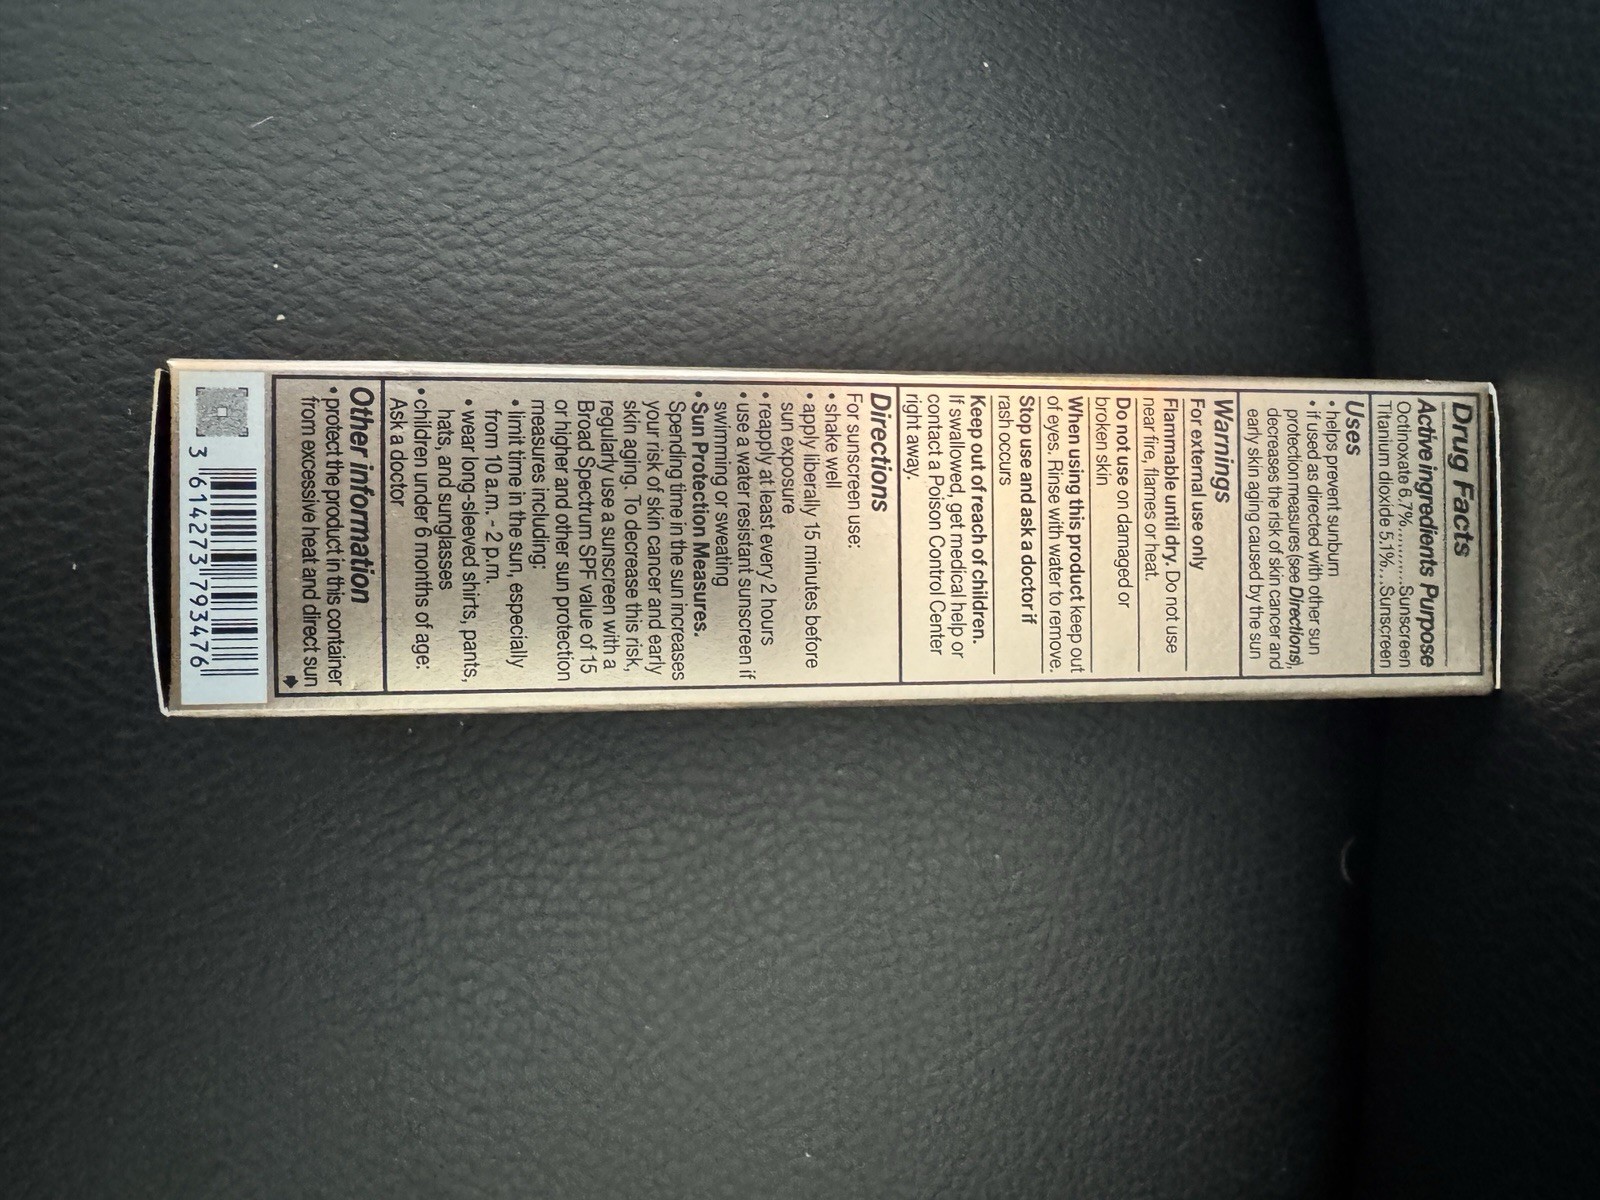 Drug Facts
Active ingredients Purpose
Octinoxate 6.7%............Sunscreen
Titanium dioxide 5.1%...Sunscreen
Uses
• helps prevent sunburn
• if used as directed with other sun
protection measures (see Directions),
decreases the risk of skin cancer and
early skin aging caused by the sun
Warnings
For external use only
Flammable until dry. Do not use
near fire, flames or heat.
Do not use on damaged or
broken skin
When using this product keep out
of eyes. Rinse with water to remove.
Stop use and ask a doctor if
rash occurs
Keep out of reach of children.
If swallowed, get medical help or
contact a Poison Control Center
right away.
Directions
For sunscreen use:
• shake well
• apply liberally 15 minutes before
sun exposure
• reapply at least every 2 hours
• use a water resistant sunscreen if
swimming or sweating
• Sun Protection Measures.
Spending time in the sun increases
your risk of skin cancer and early
skin aging. To decrease this risk,
regularly use a sunscreen with a
Broad Spectrum SPF value of 15
or higher and other sun protection
measures including:
• limit time in the sun, especially
from 10 a.m. - 2 p.m.
• wear long-sleeved shirts, pants,
hats, and sunglasses
• children under 6 months of age:
Ask a doctor
Other information
• protect the product in this container
from excessive heat and direct sun
3 614273 793476